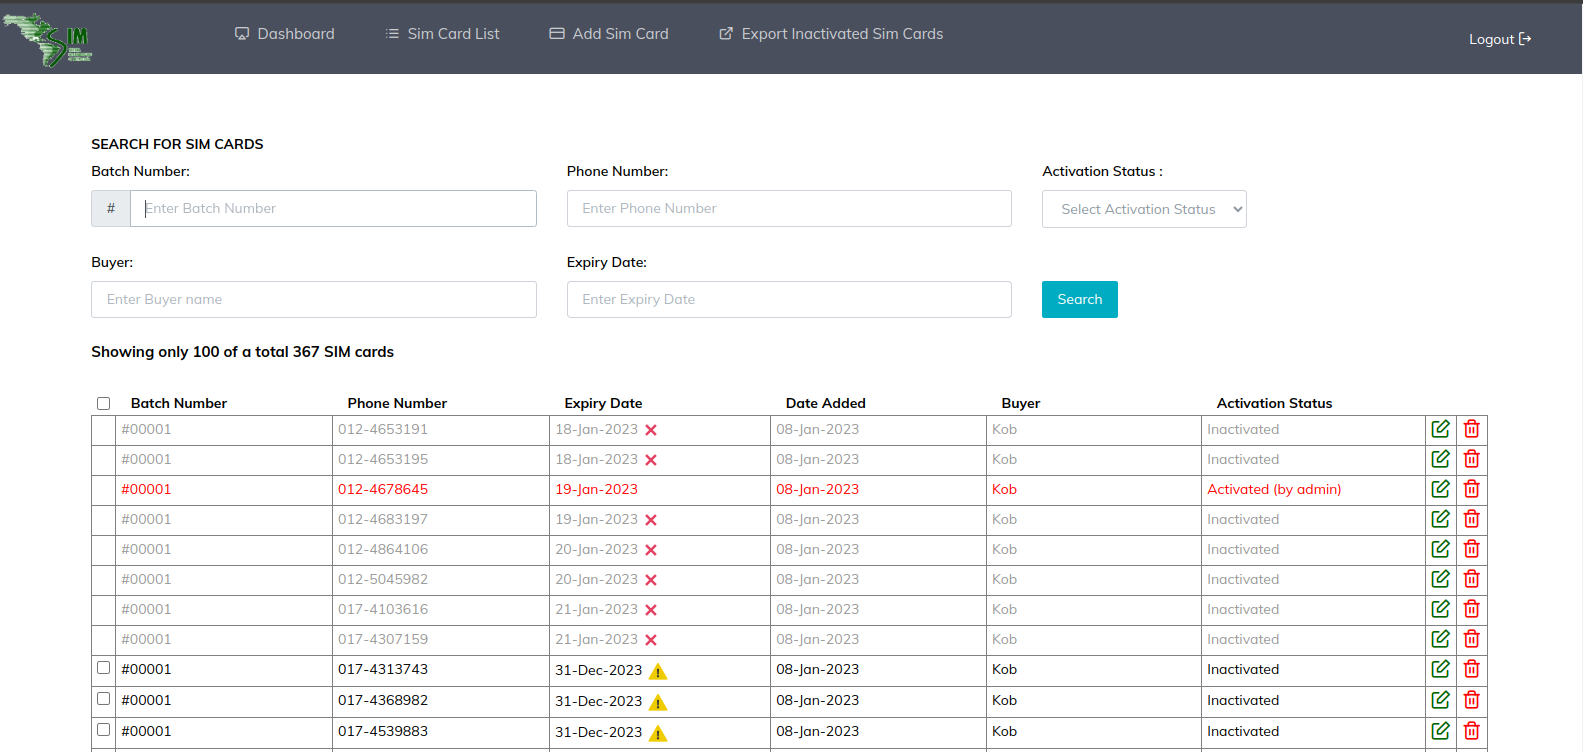 SIM
Dashboard
Sim Card List
Add Sim Card
Export Inactivated Sim Cards
Logout
SEARCH FOR SIM CARDS
Batch Number: Phone Number: Activation Status :
# Enter Batch Number Enter Phone Number Select Activation Status
Buyer: Expiry Date:
Enter Buyer name Enter Expiry Date Search
Showing only 100 of a total 367 SIM cards
Batch Number Phone Number Expiry Date Date Added Buyer Activation Status
#00001 012-4653191 18-Jan-2023 08-Jan-2023 Kob Inactivated
#00001 012-4653195 18-Jan-2023 08-Jan-2023 Kob Inactivated
#00001 012-4678645 19-Jan-2023 08-Jan-2023 Kob Activated (by admin)
#00001 012-4683197 19-Jan-2023 08-Jan-2023 Kob Inactivated
#00001 012-4864106 20-Jan-2023 08-Jan-2023 Kob Inactivated
#00001 012-5045982 20-Jan-2023 08-Jan-2023 Kob Inactivated
#00001 017-4103616 21-Jan-2023 08-Jan-2023 Kob Inactivated
#00001 017-4307159 21-Jan-2023 08-Jan-2023 Kob Inactivated
#00001 017-4313743 31-Dec-2023 08-Jan-2023 Kob Inactivated
#00001 017-4368982 31-Dec-2023 08-Jan-2023 Kob Inactivated
#00001 017-4539883 31-Dec-2023 08-Jan-2023 Kob Inactivated